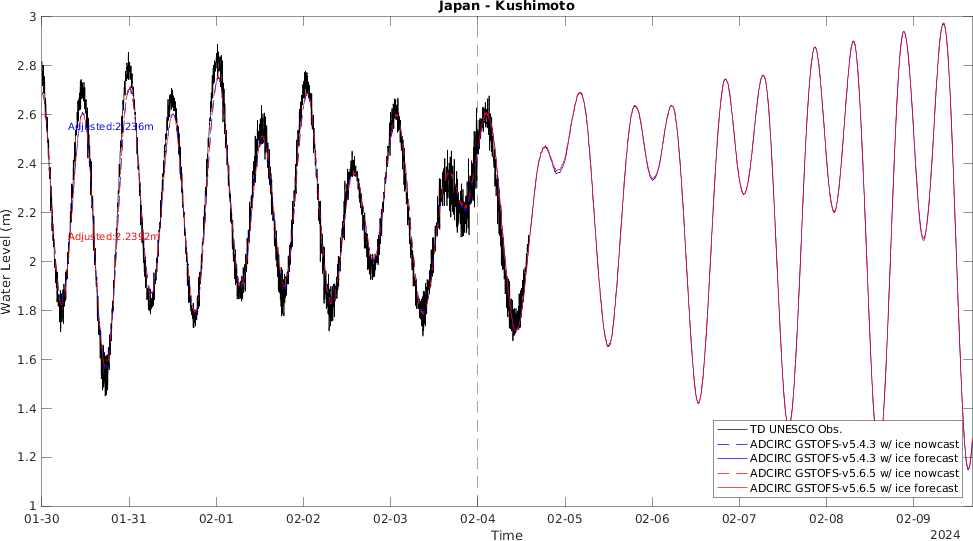 Japan - Kushimoto
3
2.8
2.6
2.4
2.2
2
1.8
1.6
1.4
1.2
1
Water Level (m)
Adjusted:2.236m
Adjusted:2.2392m
TD UNESCO Obs.
ADCIRC GSTOFS-v5.4.3 w/ ice nowcast
ADCIRC GSTOFS-v5.4.3 w/ ice forecast
ADCIRC GSTOFS-v5.6.5 w/ ice nowcast
ADCIRC GSTOFS-v5.6.5 w/ ice forecast
01-30 01-31 02-01 02-02 02-03 02-04 02-05 02-06 02-07 02-08 02-09
Time
2024